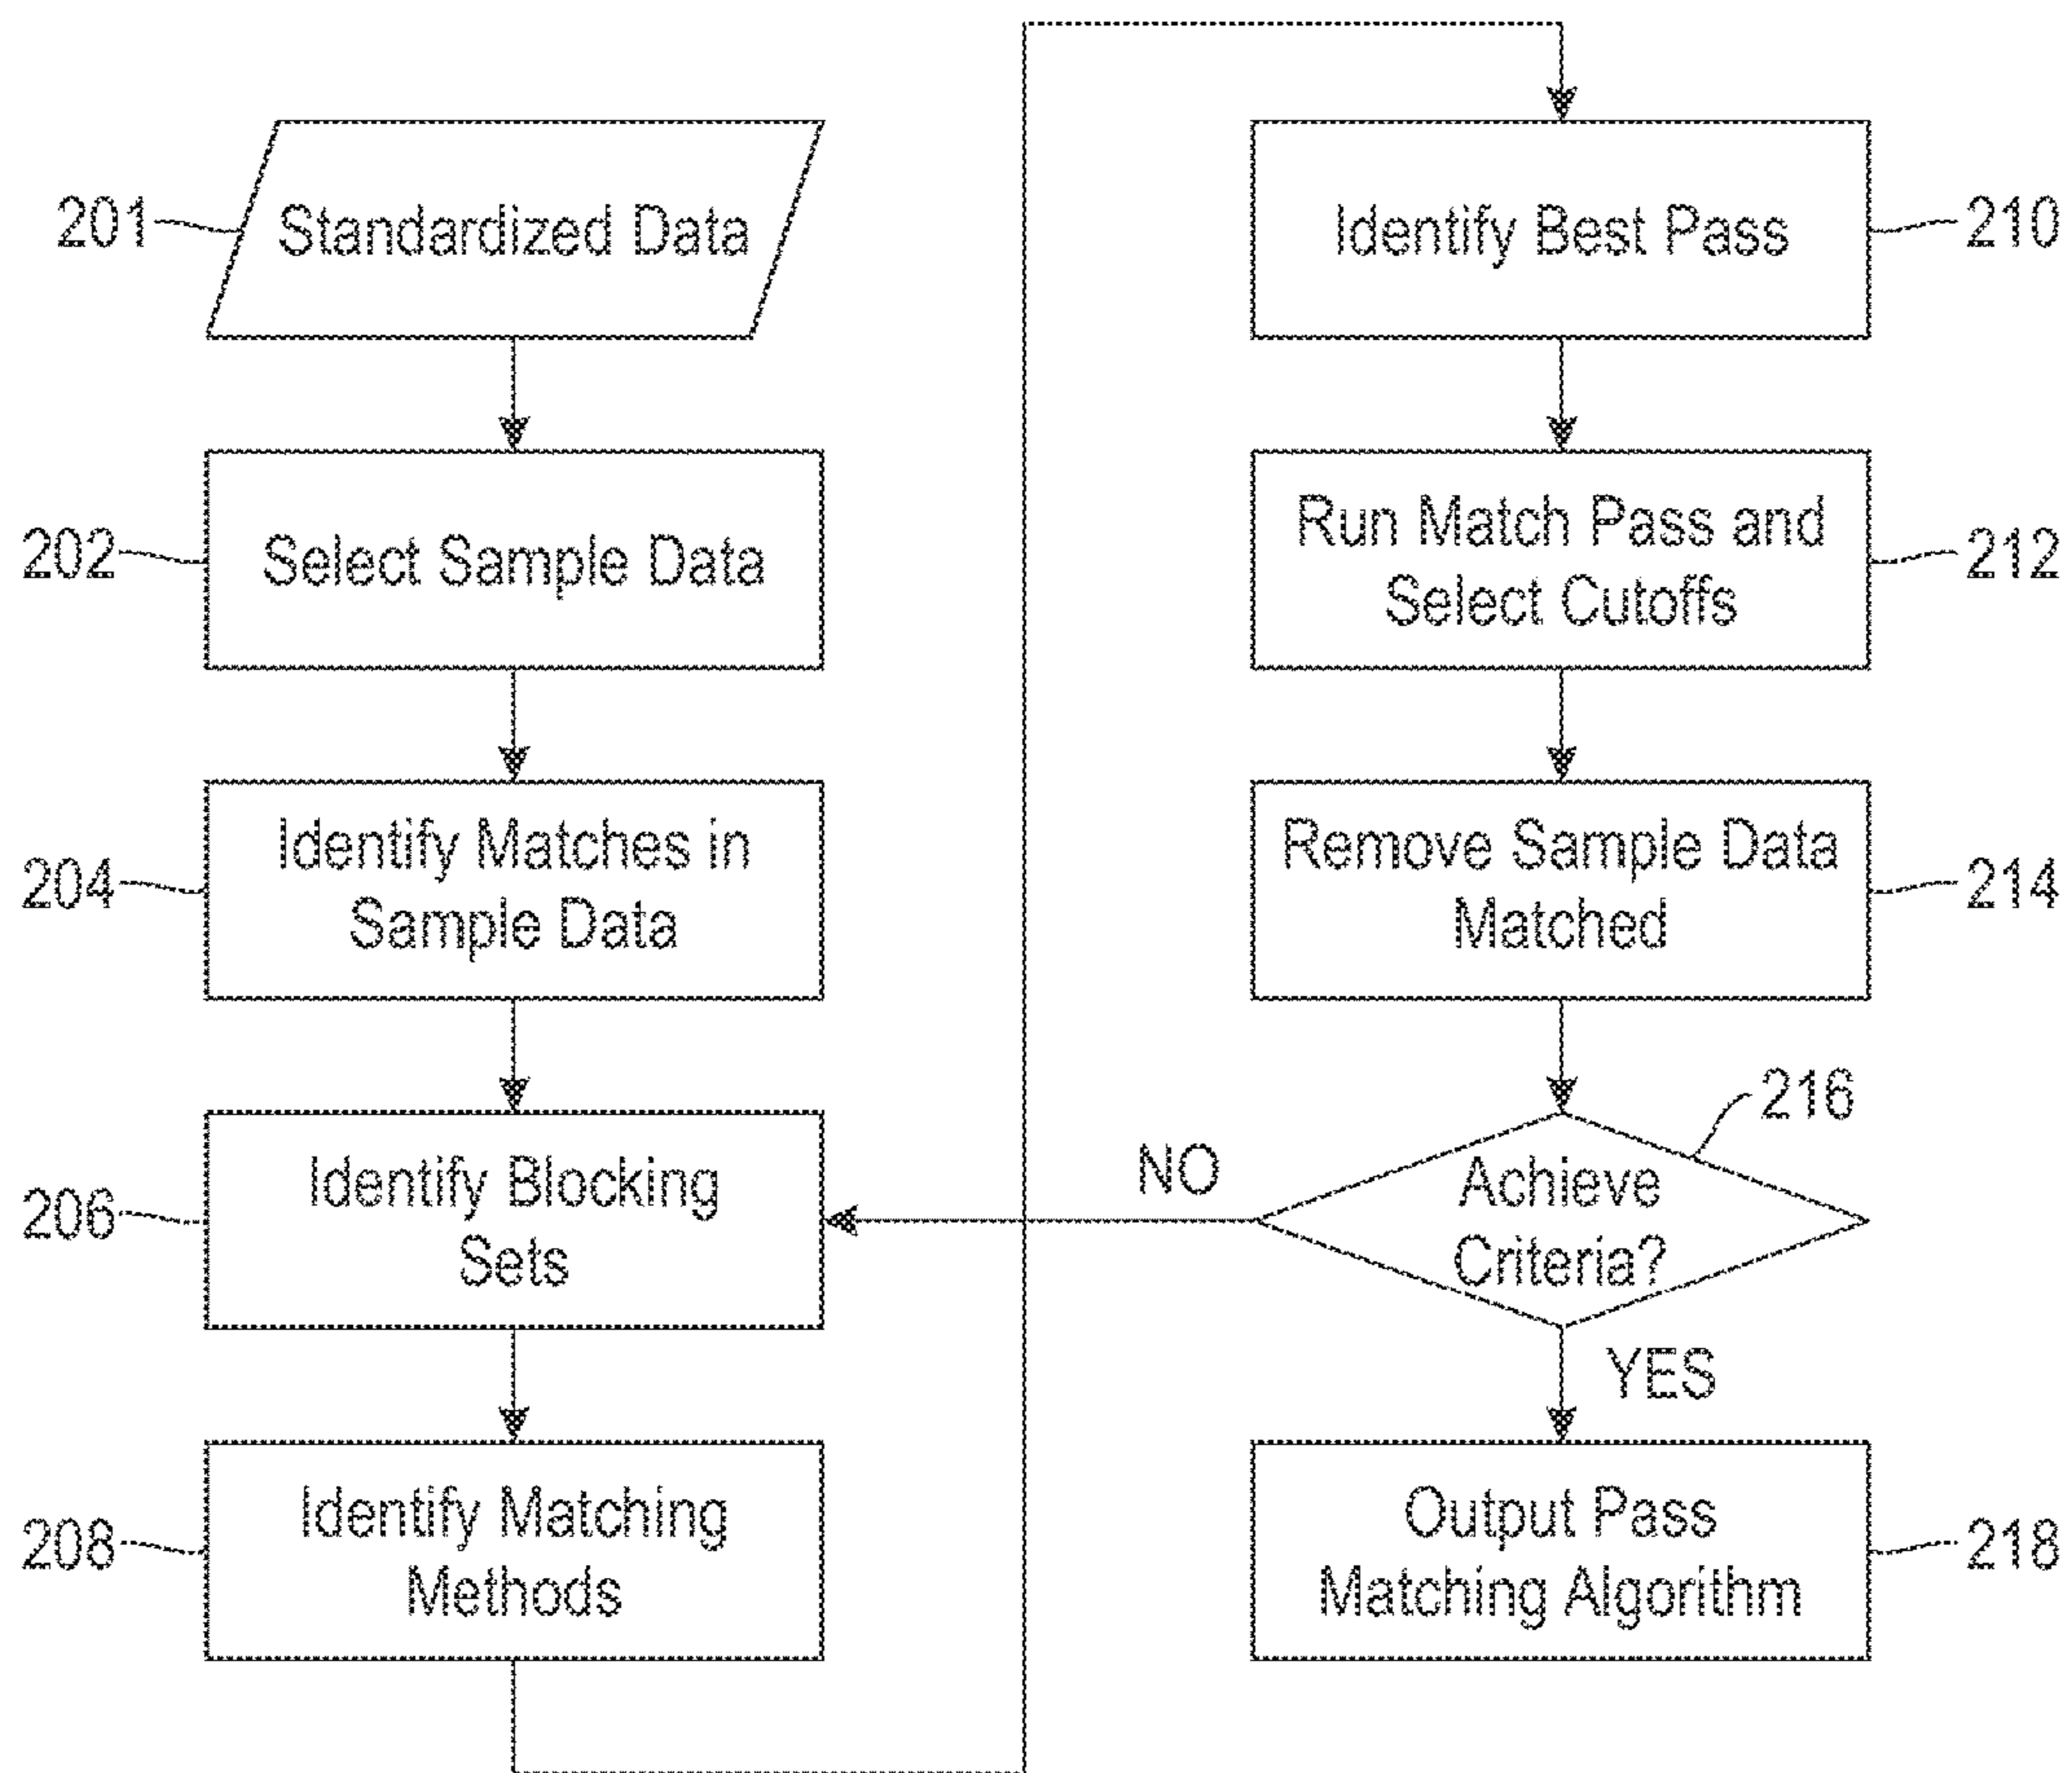 201
Standardized Data
202
Select Sample Data
204
Identify Matches in
Sample Data
206
Identify Blocking
Sets
208
Identify Matching
Methods
Identify Best Pass
210
Run Match Pass and
Select Cutoffs
212
Remove Sample Data
Matched
214
216
Achieve
Criteria?
NO
YES
Output Pass
Matching Algorithm
218